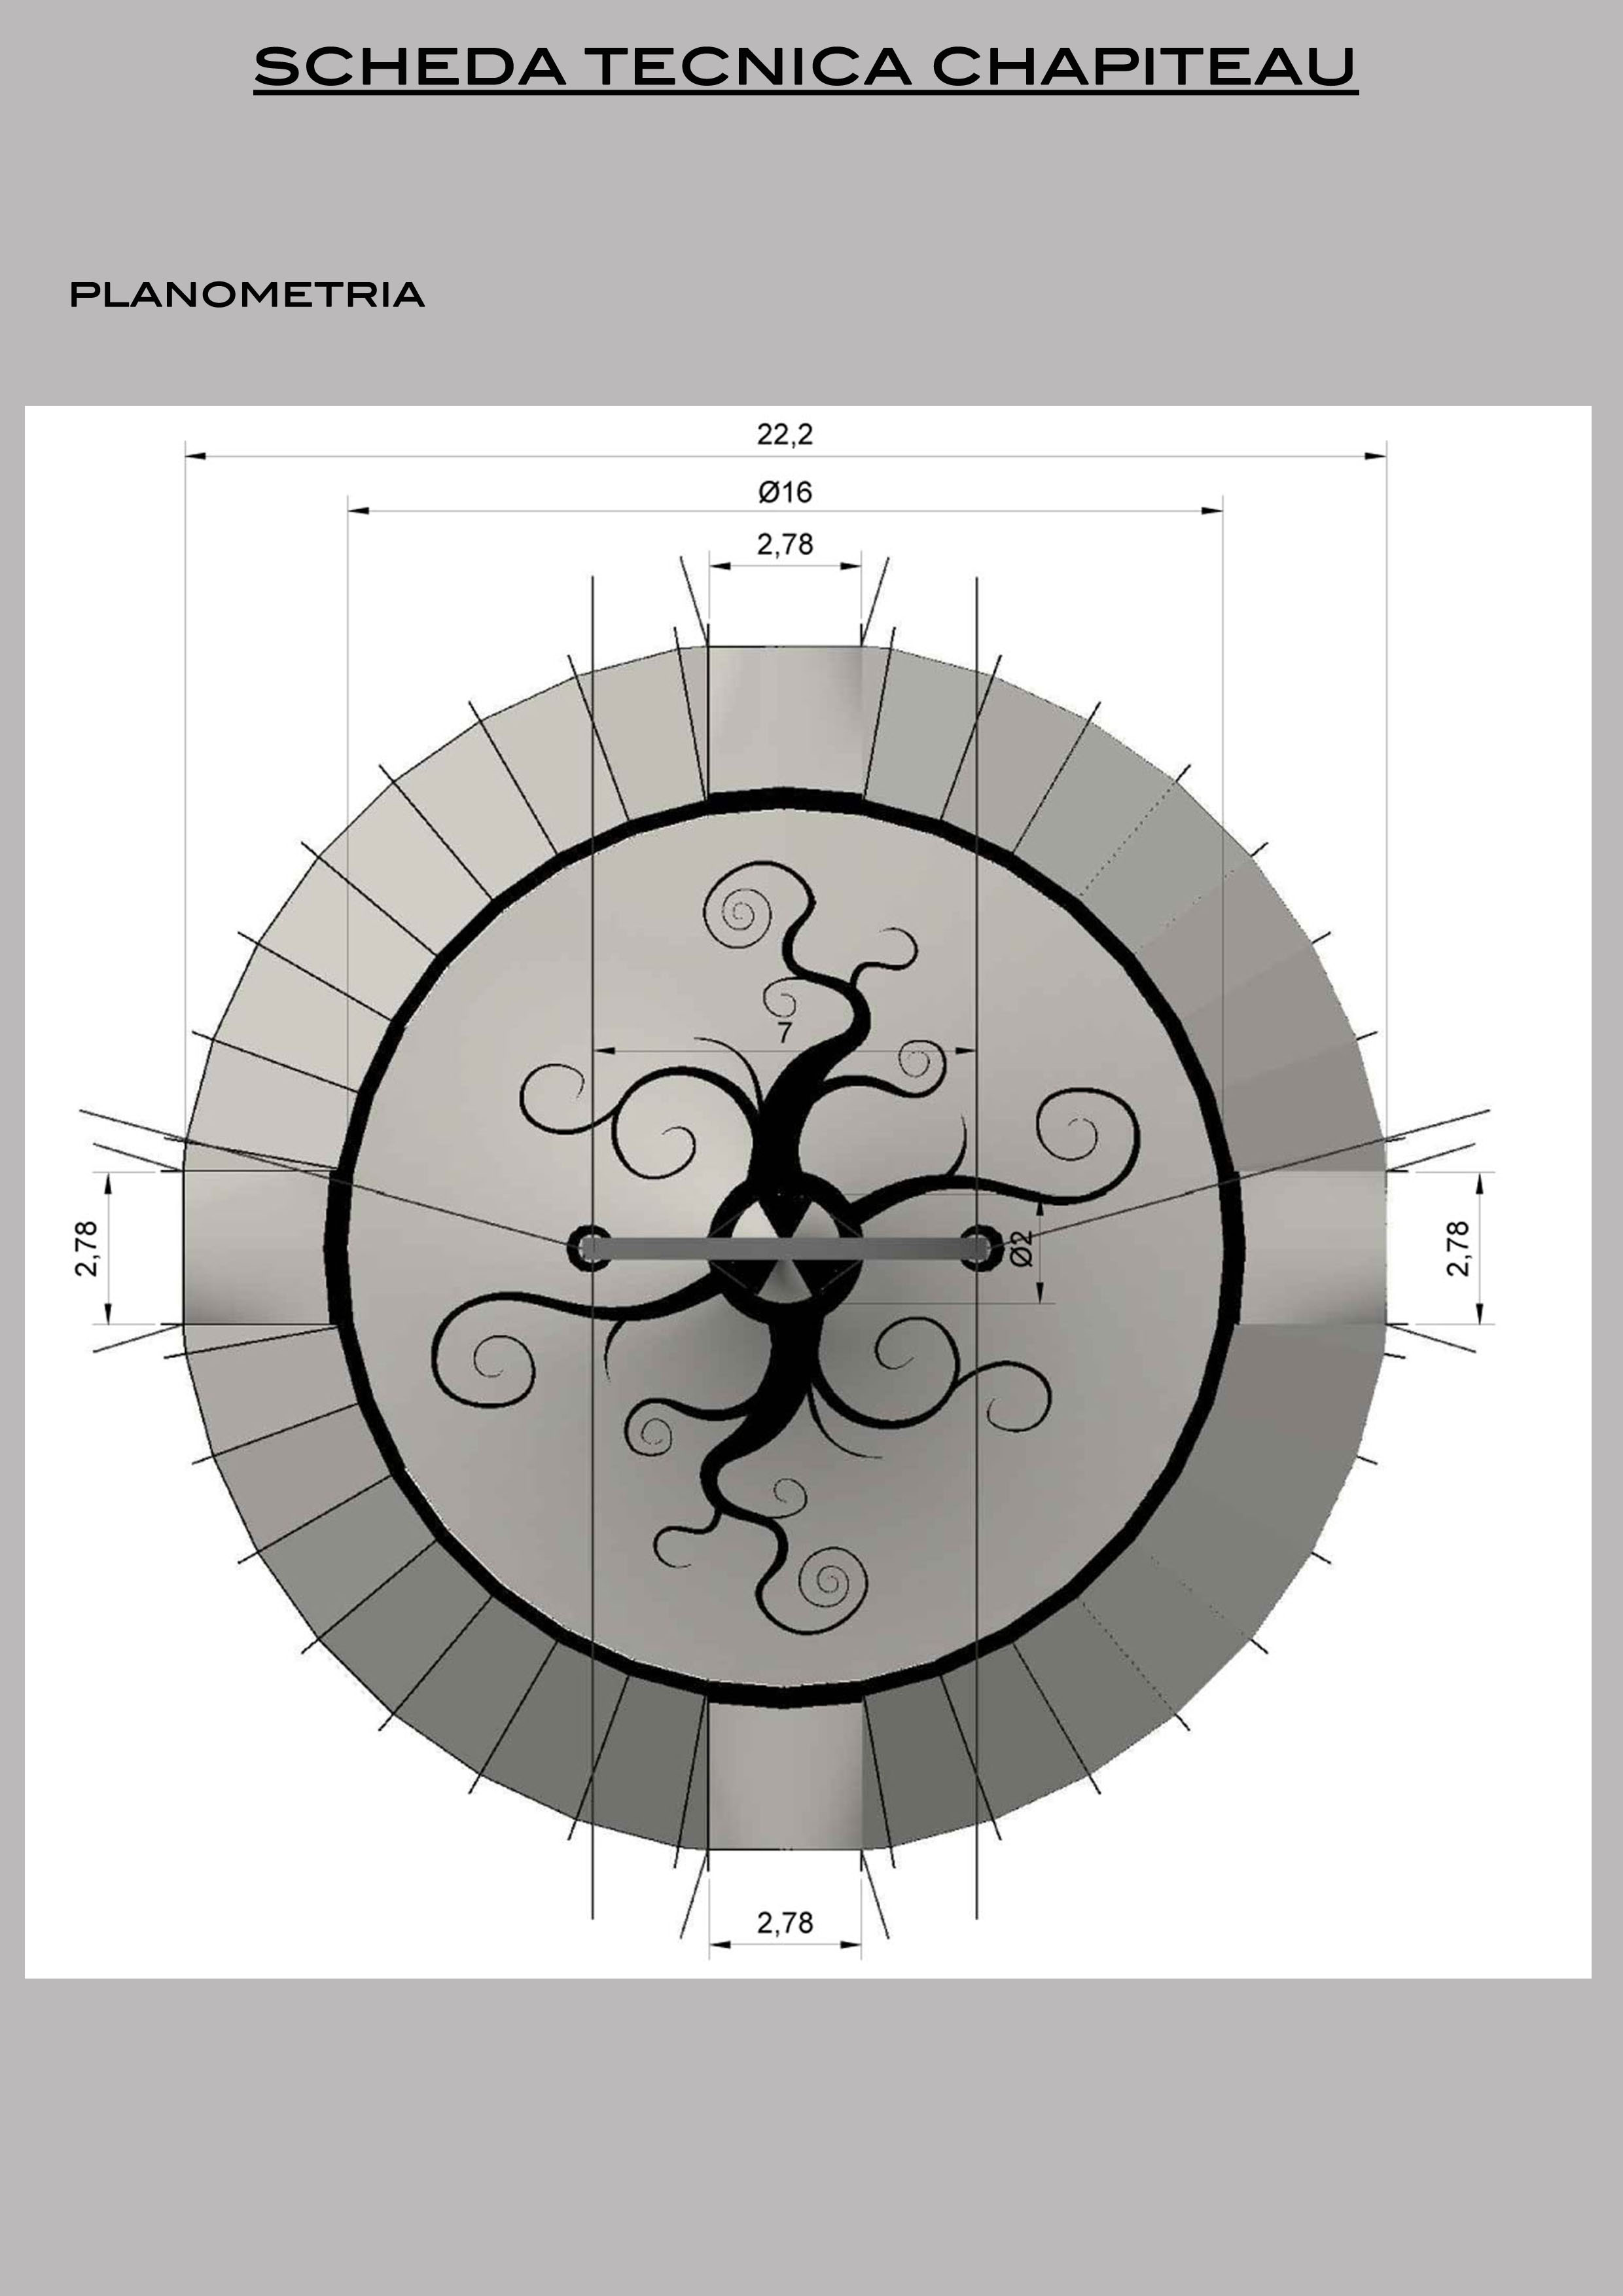 SCHEDA TECNICA CHAPITEAU
PLANOMETRIA
22,2
Ø16
2,78
7
2,78
Ø2
2,78
2,78